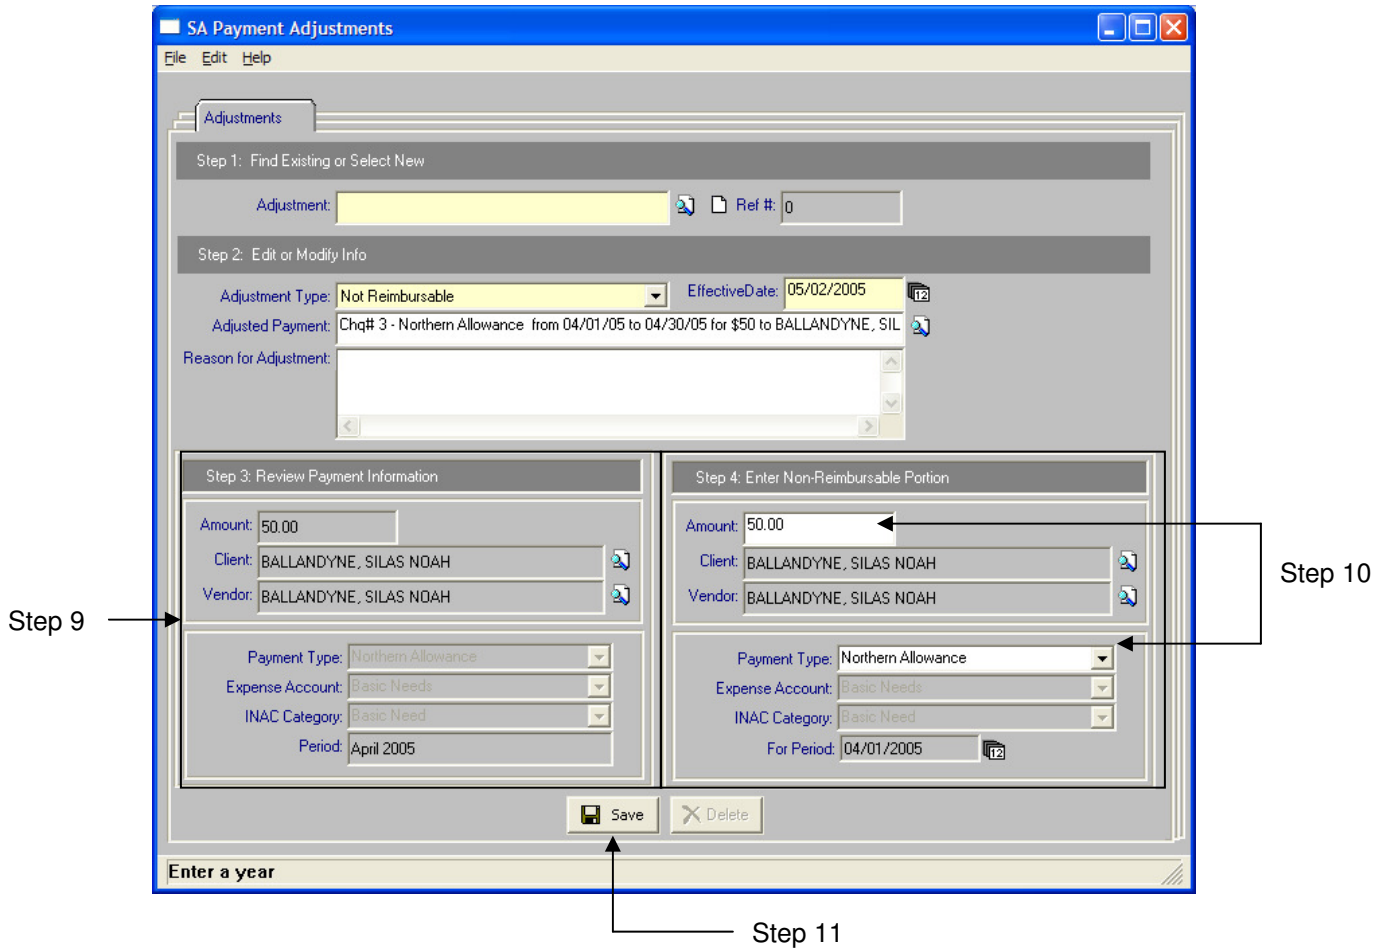 SA Payment Adjustments
File Edit Help
Adjustments
Step 1: Find Existing or Select New
Adjustment: Ref #: 0
Step 2: Edit or Modify Info
Adjustment Type: Not Reimbursable EffectiveDate: 05/02/2005 12
Adjusted Payment: Chq# 3 - Northern Allowance from 04/01/05 to 04/30/05 for $50 to BALLANDYNE, SIL
Reason for Adjustment:
Step 3: Review Payment Information
Amount: 50.00
Client: BALLANDYNE, SILAS NOAH
Vendor: BALLANDYNE, SILAS NOAH
Payment Type: Northern Allowance
Expense Account: Basic Needs
INAC Category: Basic Need
Period: April 2005
Step 4: Enter Non-Reimbursable Portion
Amount: 50.00
Client: BALLANDYNE, SILAS NOAH
Vendor: BALLANDYNE, SILAS NOAH
Payment Type: Northern Allowance
Expense Account: Basic Needs
INAC Category: Basic Need
For Period: 04/01/2005 12
Step 9
Step 10
Save Delete
Enter a year
Step 11